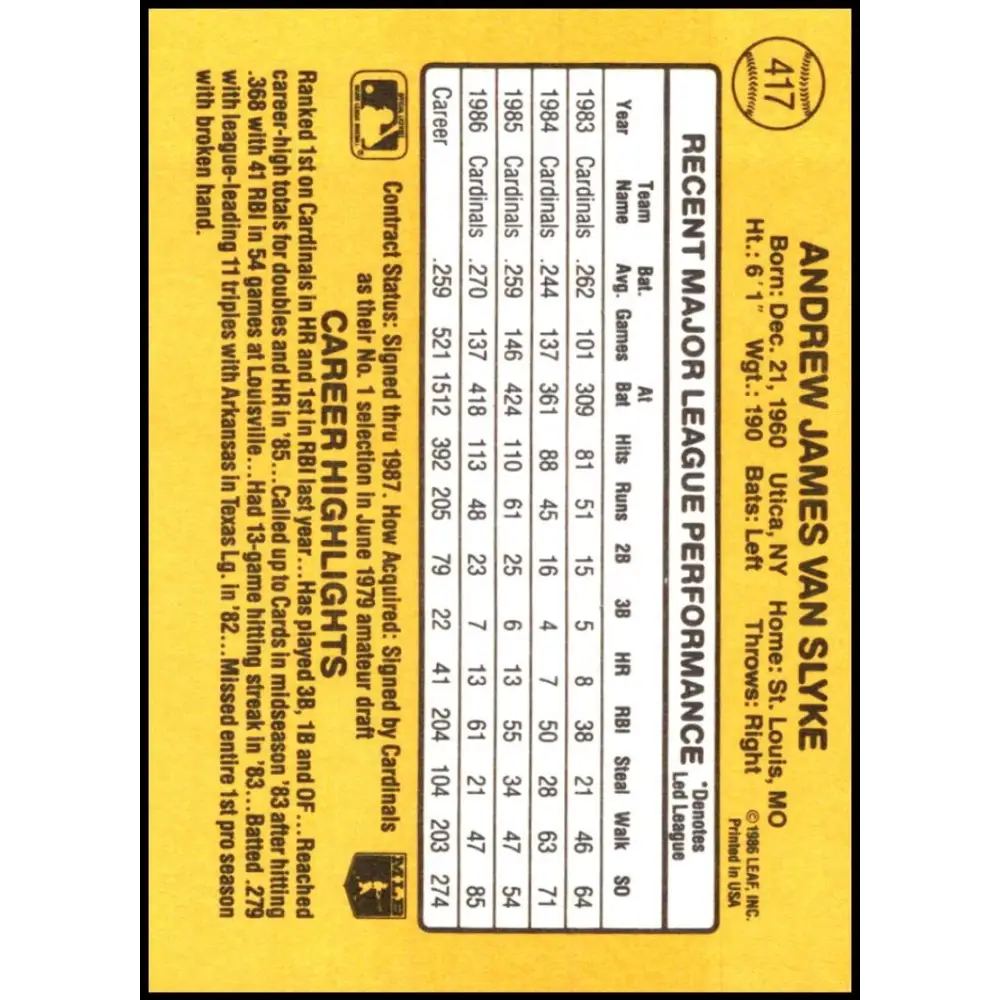 417
ANDREW JAMES VAN SLYKE
Born: Dec. 21, 1960 Utica, NY Home: St. Louis, MO
Ht.: 6'1" Wgt.: 190 Bats: Left Throws: Right
©1986 LEAF, INC.
Printed in USA
RECENT MAJOR LEAGUE PERFORMANCE *Denotes Led League
Year Team Name Bat. Avg. Games At Bat Hits Runs 2B 3B HR RBI Steal Walk SO
1983 Cardinals .262 101 309 81 51 15 5 8 38 21 46 64
1984 Cardinals .244 137 361 88 45 16 4 7 50 28 63 71
1985 Cardinals .259 146 424 110 61 25 6 13 55 34 47 54
1986 Cardinals .270 137 418 113 48 23 7 13 61 21 47 85
Career .259 521 1512 392 205 79 22 41 204 104 203 274
Contract Status: Signed thru 1987. How Acquired: Signed by Cardinals
as their No. 1 selection in June 1979 amateur draft
MLB
CAREER HIGHLIGHTS
Ranked 1st on Cardinals in HR and 1st in RBI last year...Has played 3B, 1B and OF...Reached
career-high totals for doubles and HR in '85...Called up to Cards in midseason '83 after hitting
.368 with 41 RBI in 54 games at Louisville...Had 13-game hitting streak in '83...Batted .279
with league-leading 11 triples with Arkansas in Texas Lg. in '82...Missed entire 1st pro season
with broken hand.